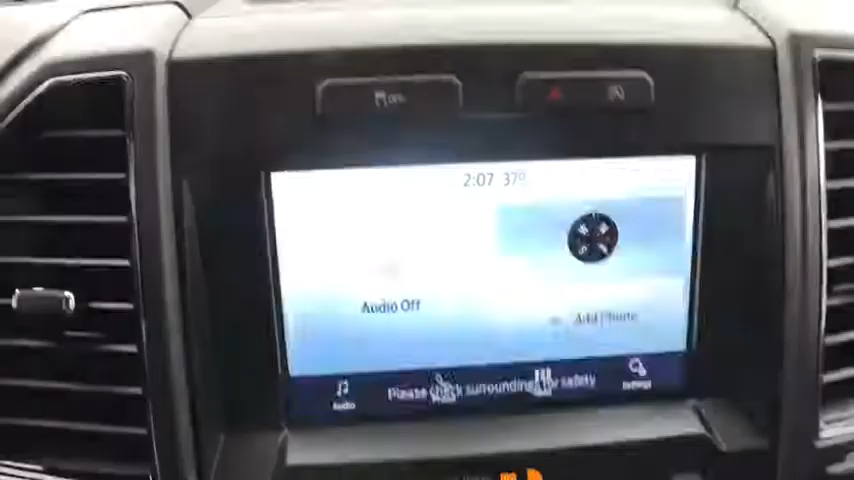 2:07 37°
Audio Off
Add Phone
Please check surroundings for safety
Audio
Settings